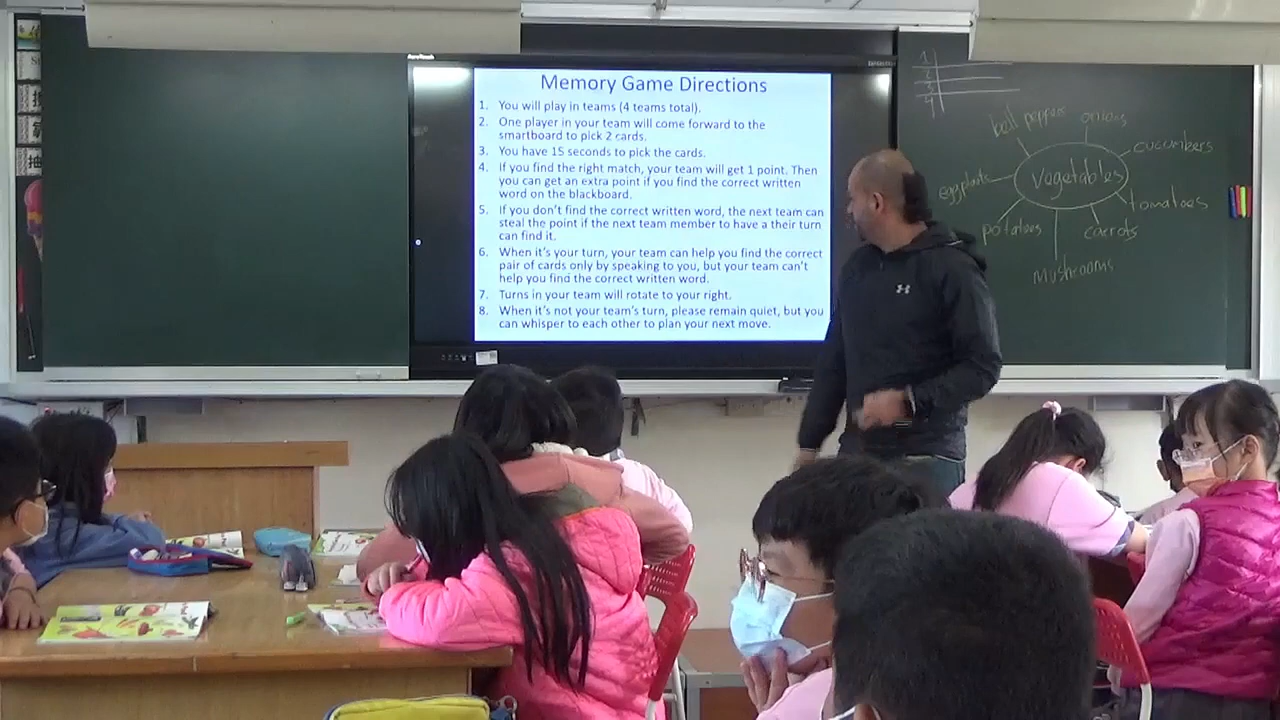 Memory Game Directions
1. You will play in teams (4 teams total).
2. One player in your team will come forward to the
smartboard to pick 2 cards.
3. You have 15 seconds to pick the cards.
4. If you find the right match, your team will get 1 point. Then
you can get an extra point if you find the correct written
word on the blackboard.
5. If you don't find the correct written word, the next team can
steal the point if the next team member to have a their turn
can find it.
6. When it's your turn, your team can help you find the correct
pair of cards only by speaking to you, but your team can't
help you find the correct written word.
7. Turns in your team will rotate to your right.
8. When it's not your team's turn, please remain quiet, but you
can whisper to each other to plan your next move.
1
2
3
4
bell peppers
onions
cucumbers
vegetables
eggplants
tomatoes
potatoes
carrots
mushrooms